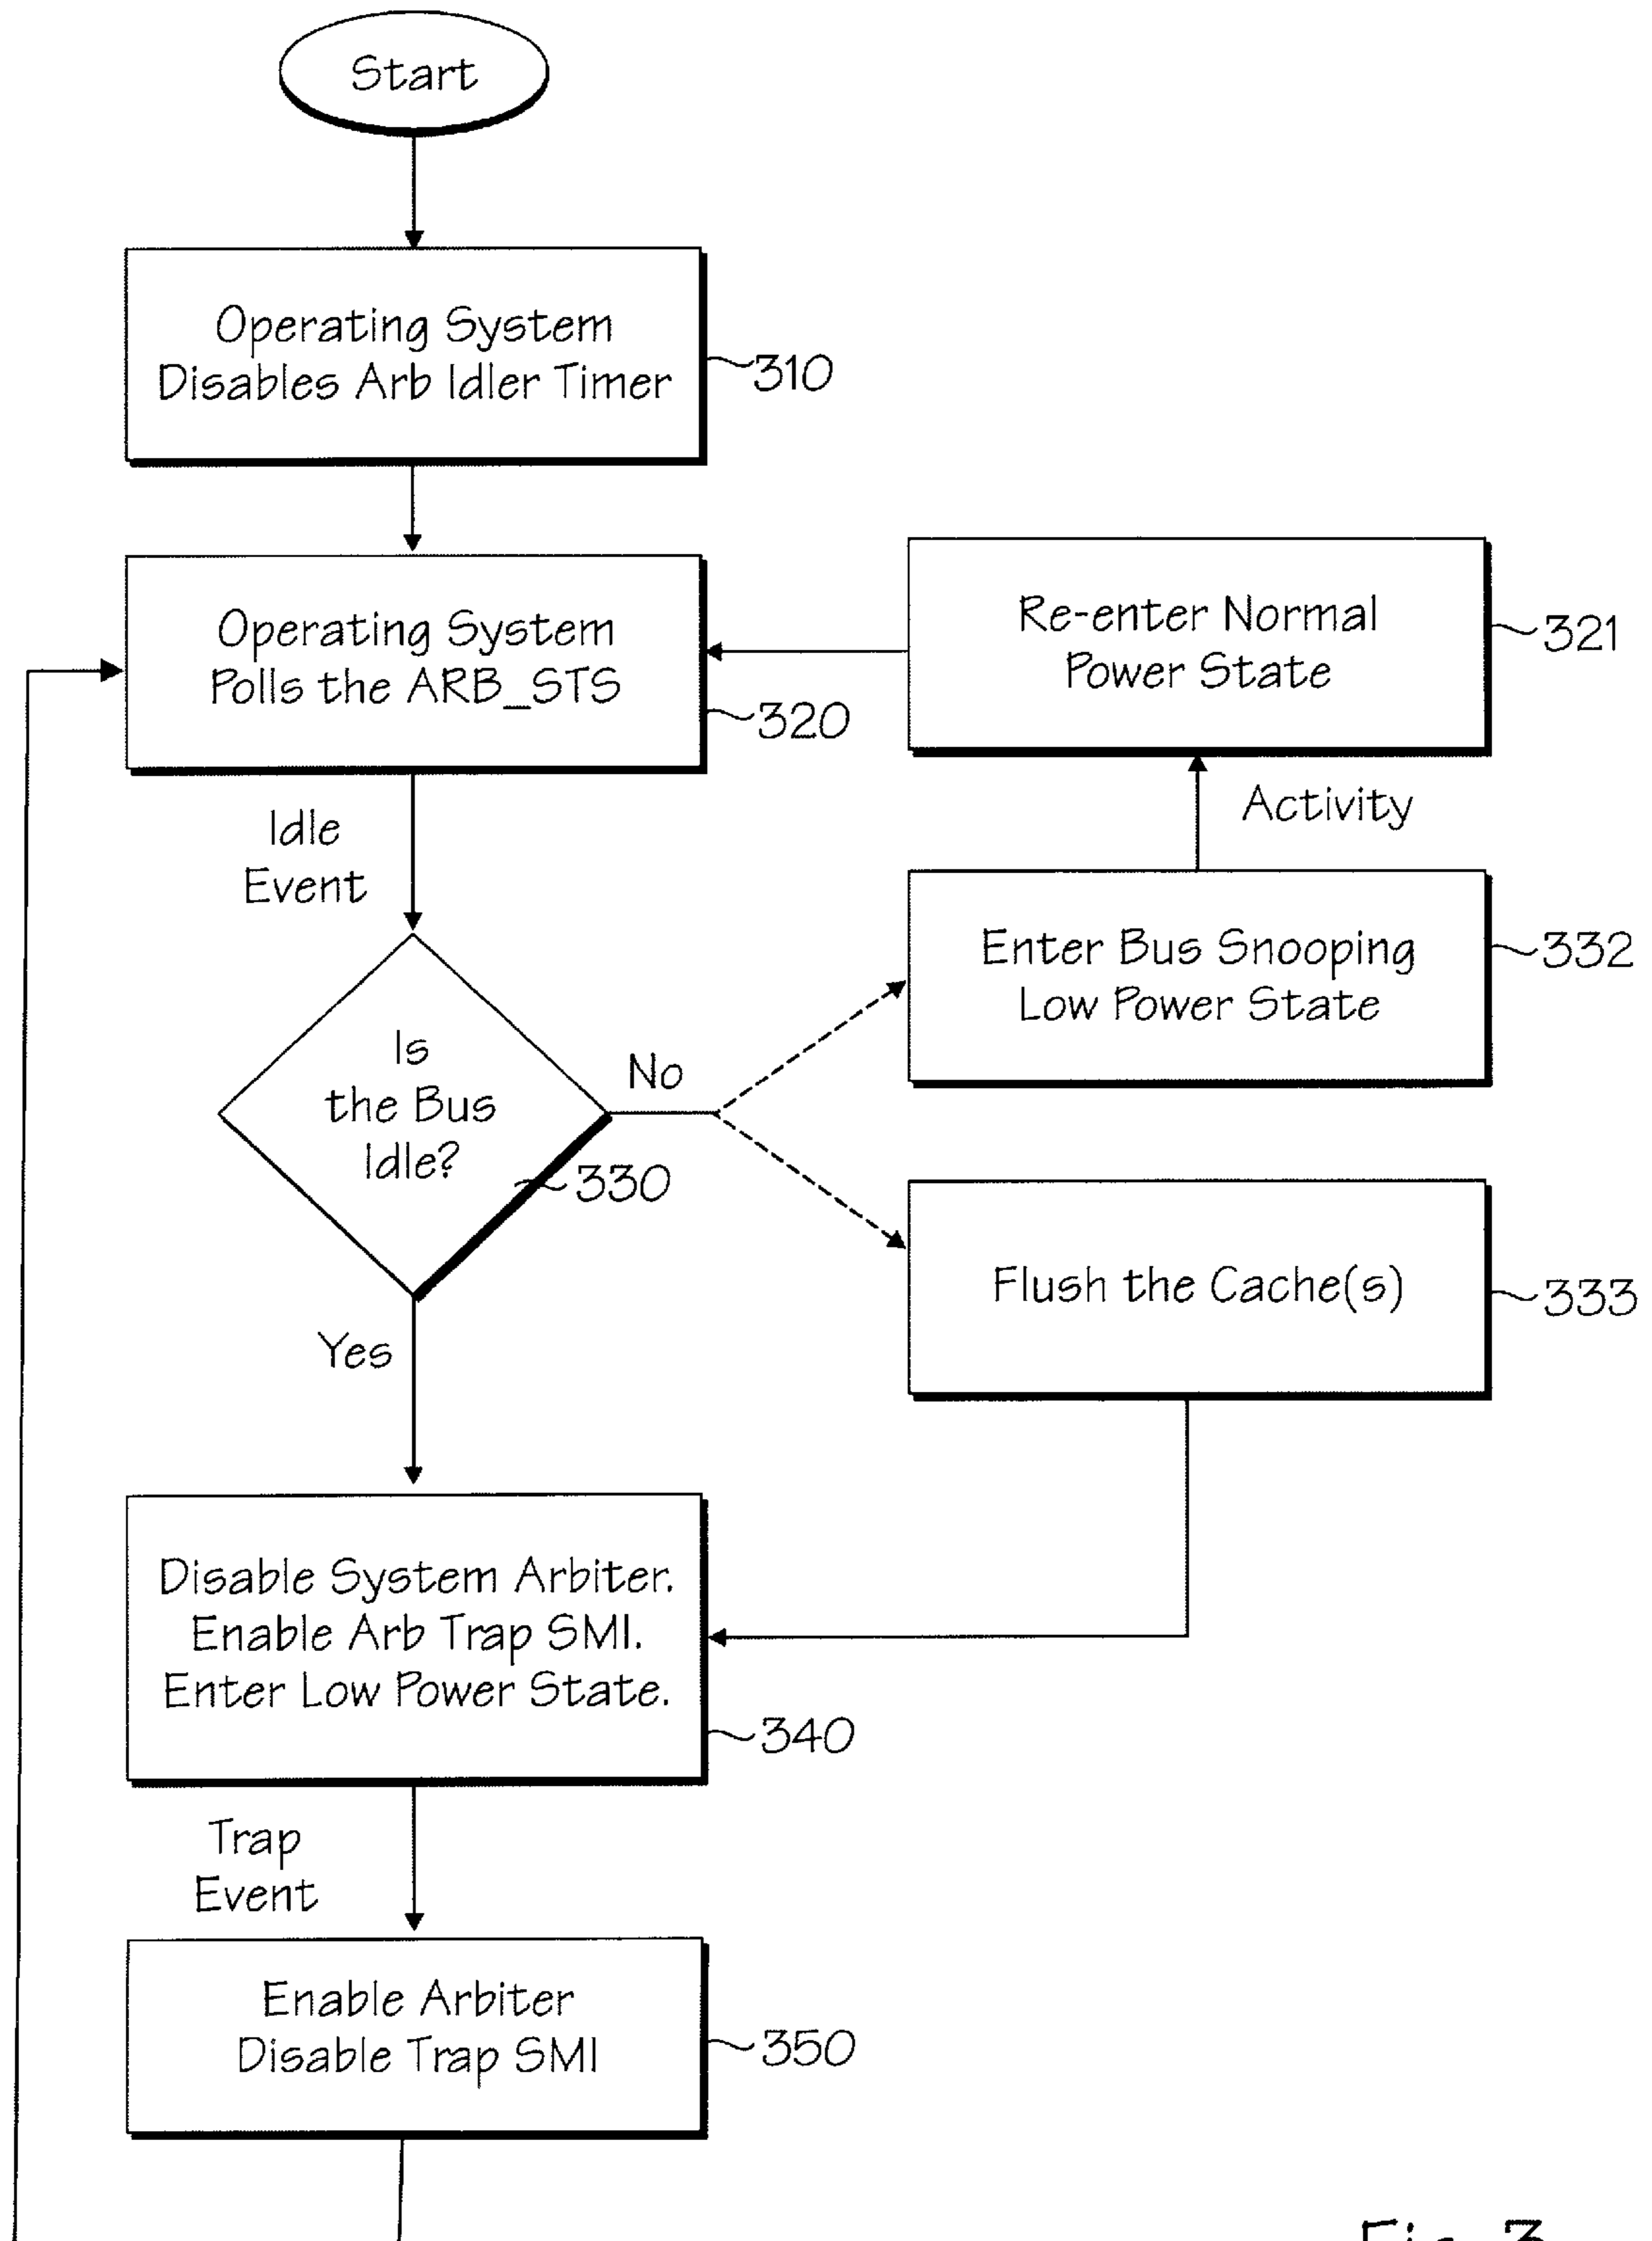 Start
Operating System
Disables Arb Idler Timer
310
Operating System
Polls the ARB_STS
320
Re-enter Normal
Power State
321
Activity
Idle
Event
Enter Bus Snooping
Low Power State
332
Is
the Bus
Idle?
330
No
Flush the Cache(s)
333
Yes
Disable System Arbiter.
Enable Arb Trap SMI.
Enter Low Power State.
340
Trap
Event
Enable Arbiter
Disable Trap SMI
350
Fig. 3